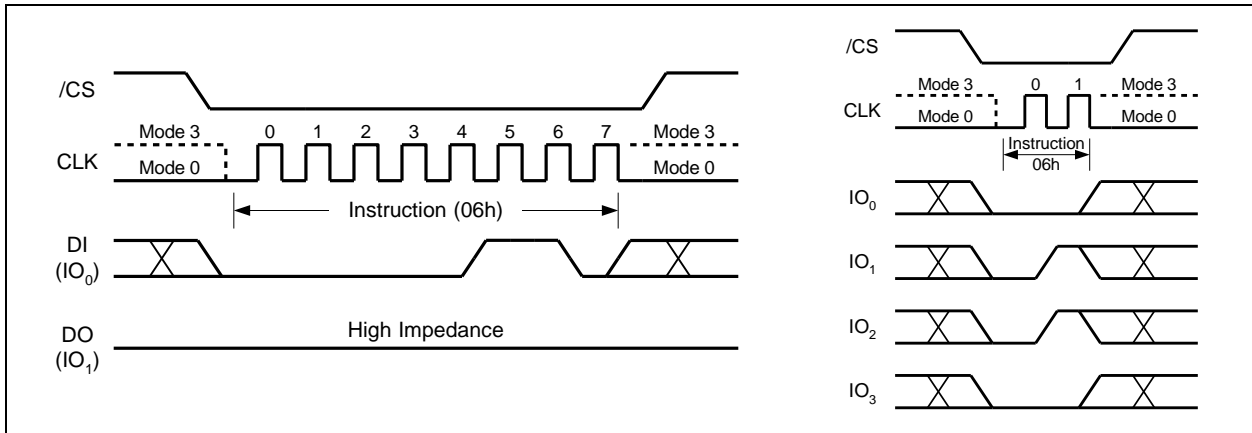 /CS
Mode 3 0 1 2 3 4 5 6 7 Mode 3
CLK Mode 0 Mode 0
Instruction (06h)
DI
(IO0)
High Impedance
DO
(IO1)
/CS
Mode 3 0 1 Mode 3
CLK Mode 0 Mode 0
Instruction
06h
IO0
IO1
IO2
IO3